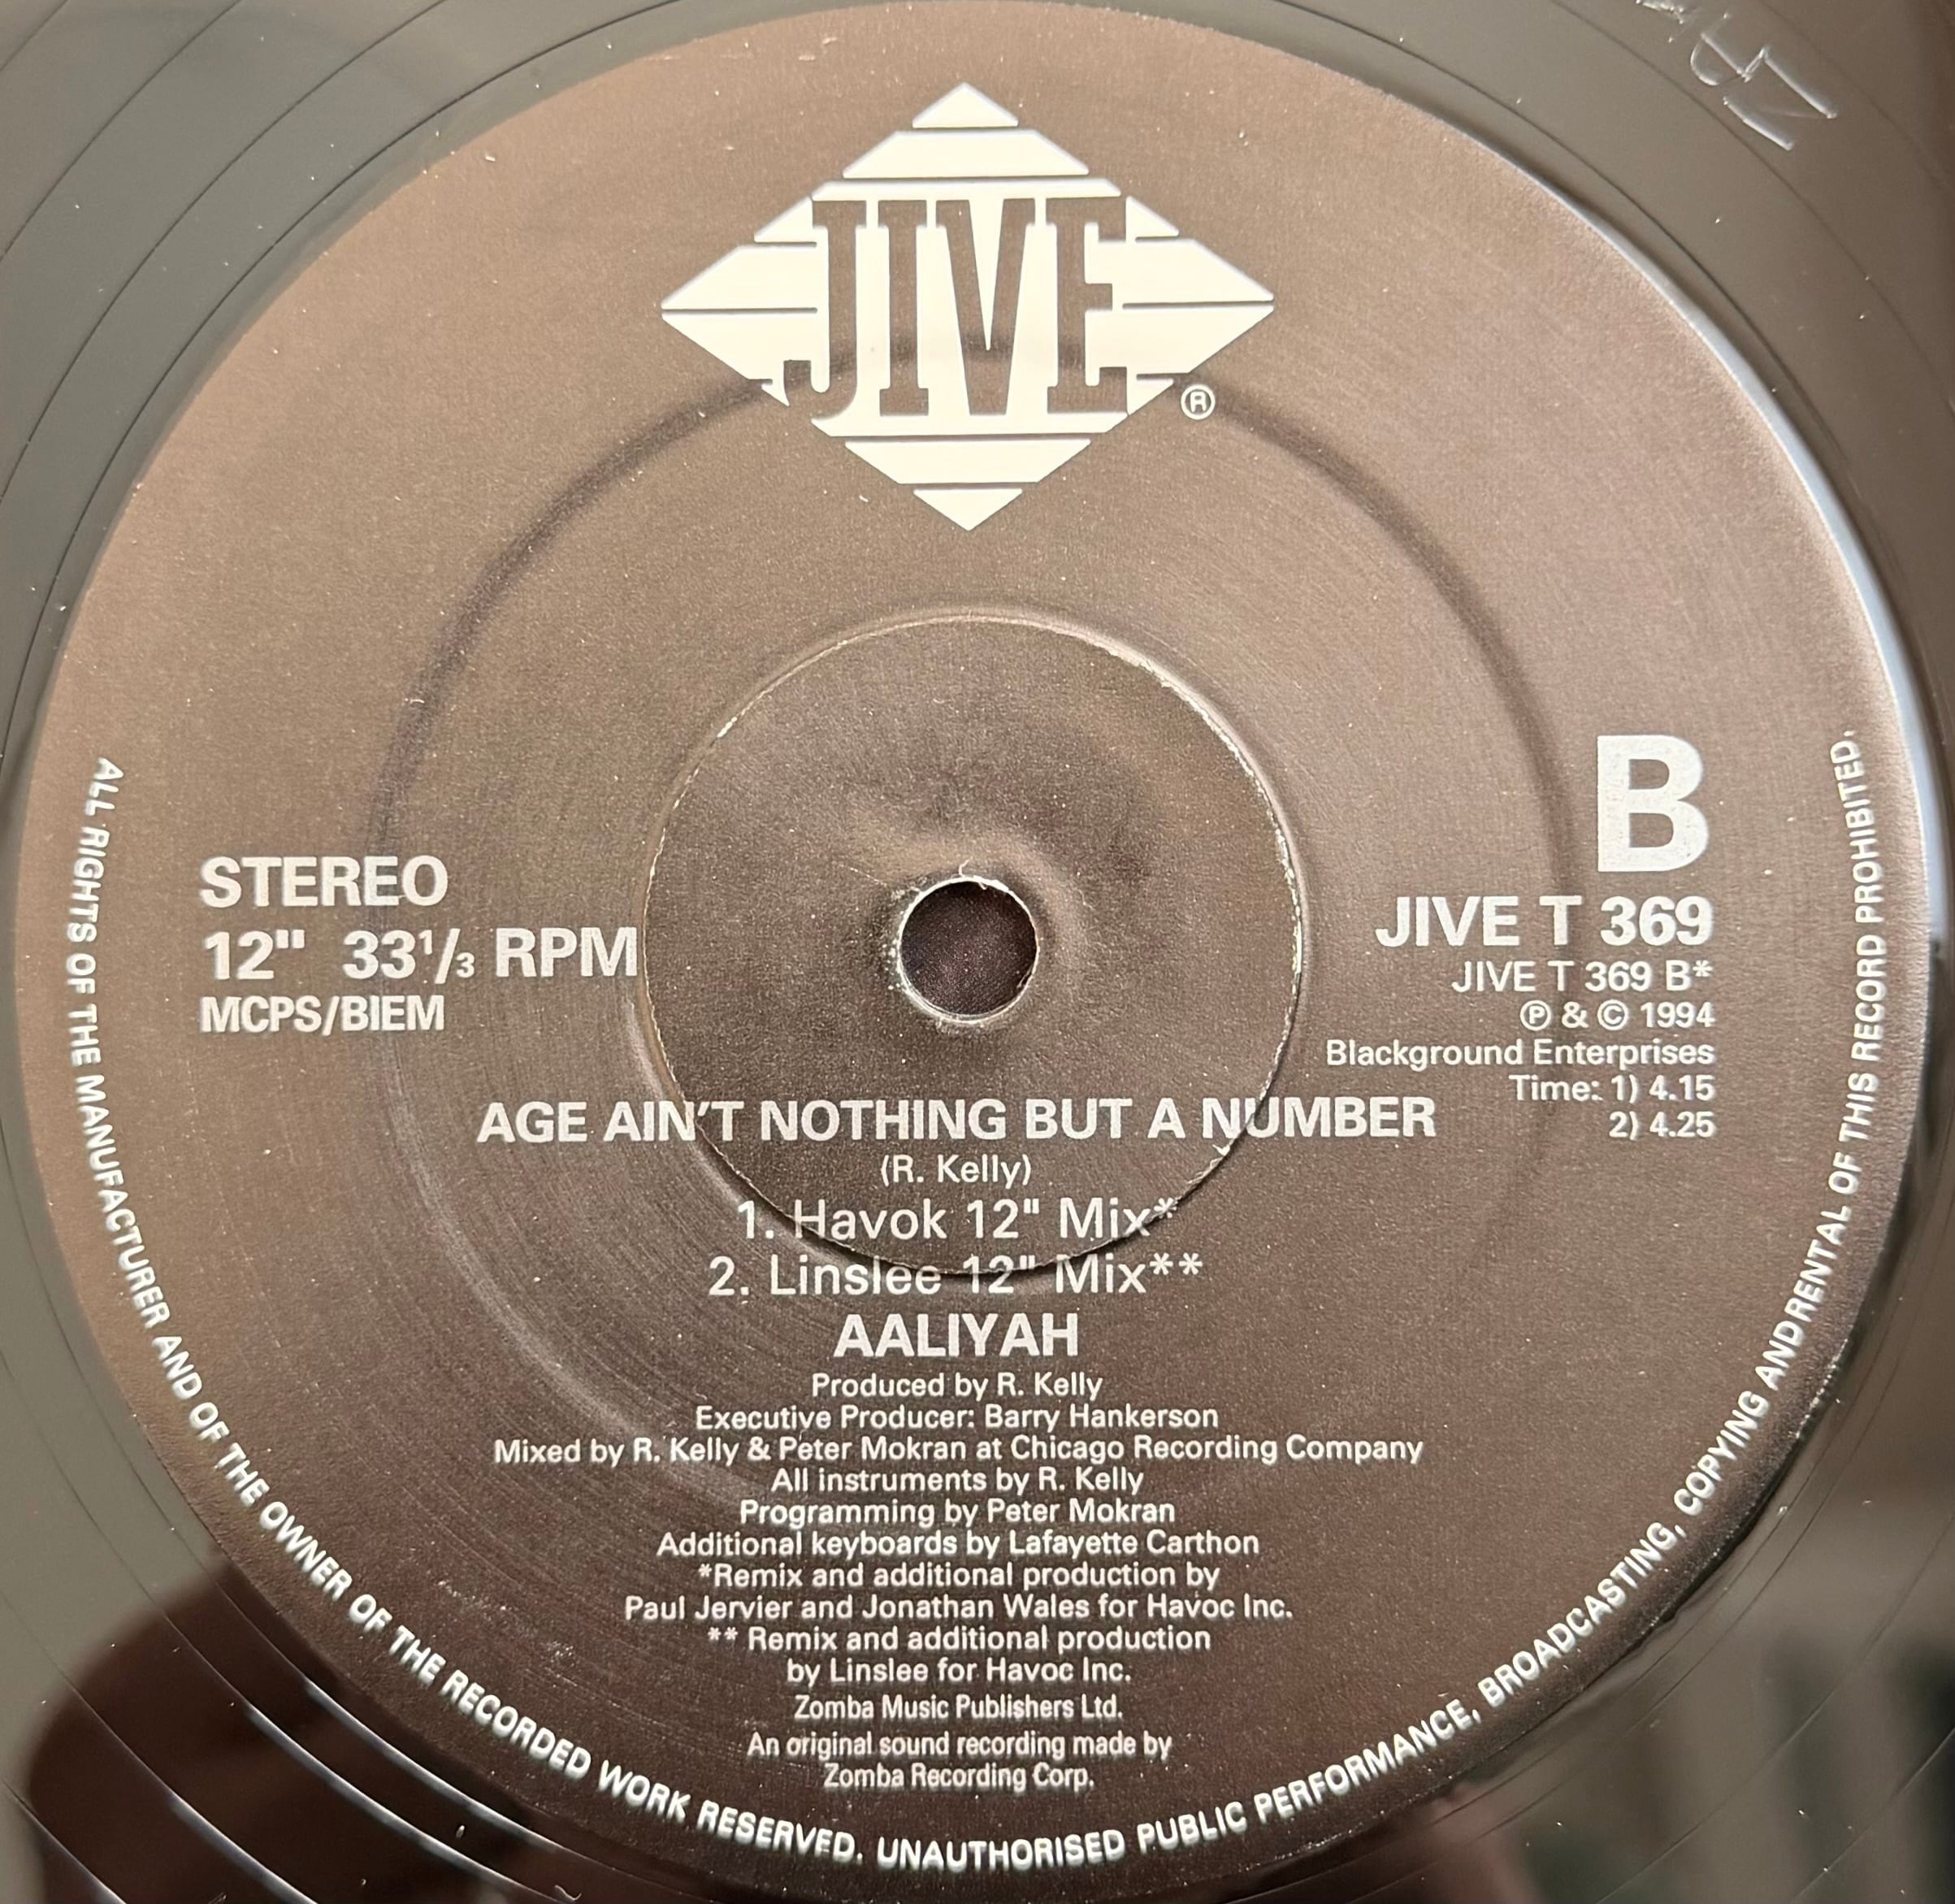 JIVE
®
B
STEREO
12" 33 1/3 RPM
MCPS/BIEM
JIVE T 369
JIVE T 369 B*
℗ & © 1994
Blackground Enterprises
Time: 1) 4.15
2) 4.25
AGE AIN'T NOTHING BUT A NUMBER
(R. Kelly)
1. Havok 12" Mix*
2. Linslee 12" Mix**
AALIYAH
Produced by R. Kelly
Executive Producer: Barry Hankerson
Mixed by R. Kelly & Peter Mokran at Chicago Recording Company
All instruments by R. Kelly
Programming by Peter Mokran
Additional keyboards by Lafayette Carthon
*Remix and additional production by
Paul Jervier and Jonathan Wales for Havoc Inc.
** Remix and additional production
by Linslee for Havoc Inc.
Zomba Music Publishers Ltd.
An original sound recording made by
Zomba Recording Corp.
ALL RIGHTS OF THE MANUFACTURER AND OF THE OWNER OF THE RECORDED WORK RESERVED. UNAUTHORISED PUBLIC PERFORMANCE, BROADCASTING, COPYING AND RENTAL OF THIS RECORD PROHIBITED.